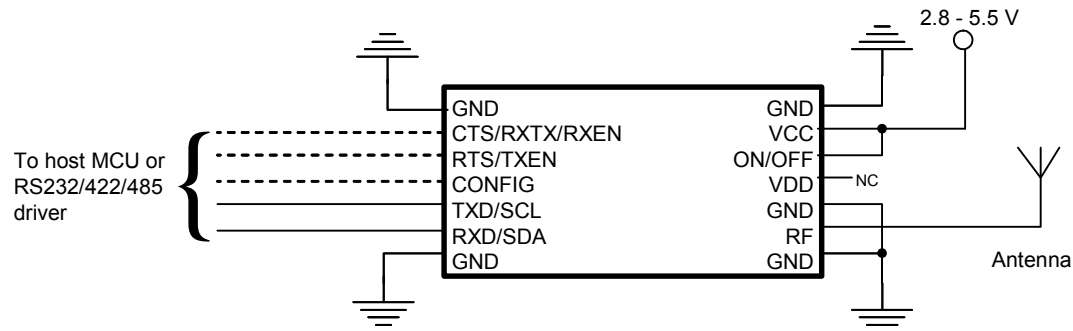 2.8 - 5.5 V
GND
CTS/RXTX/RXEN
RTS/TXEN
CONFIG
TXD/SCL
RXD/SDA
GND
GND
VCC
ON/OFF
VDD
NC
GND
RF
GND
To host MCU or
RS232/422/485
driver
Antenna